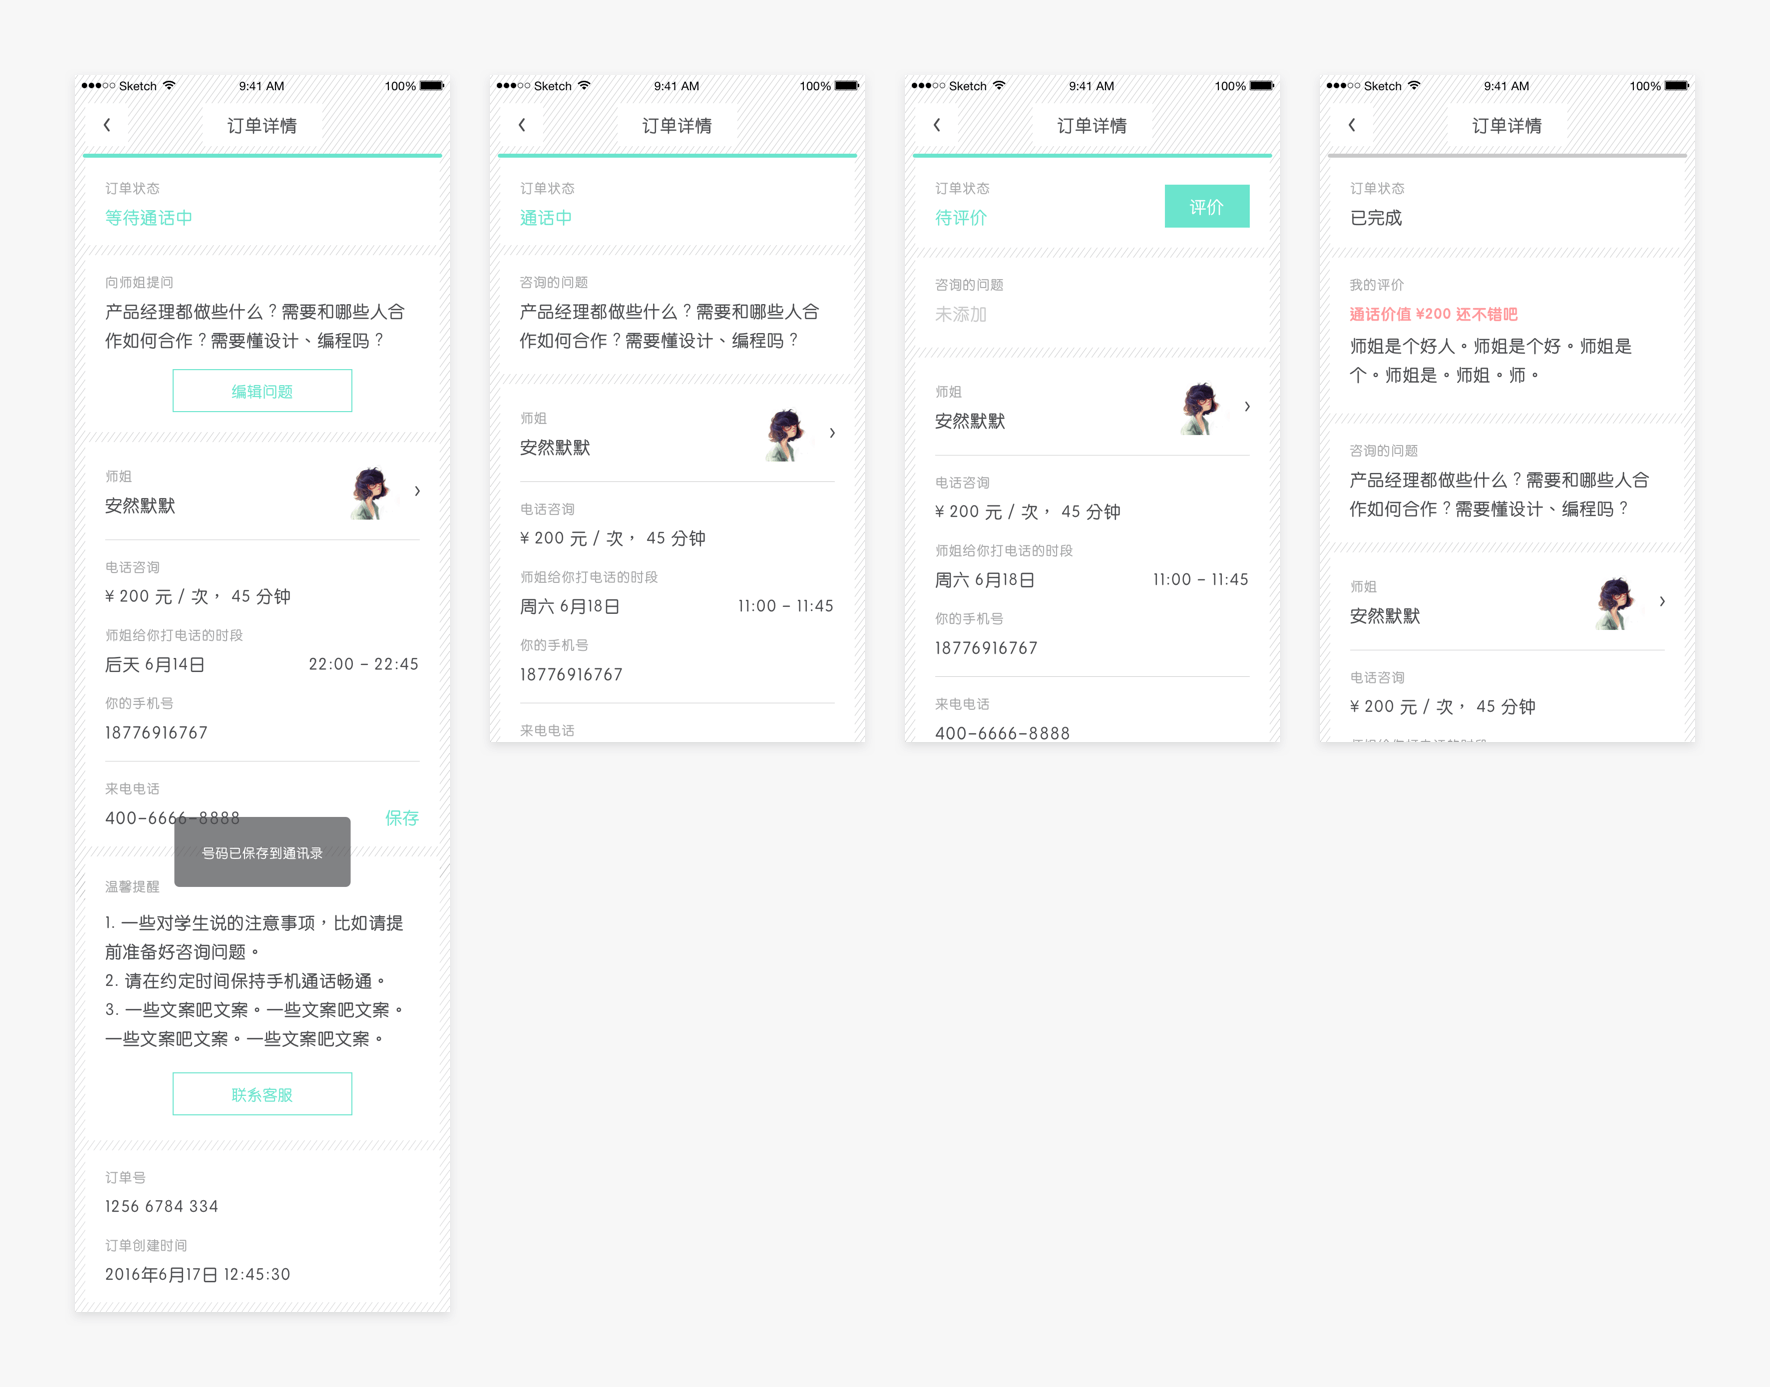 Sketch 9:41 AM 100%
订单详情
订单状态
等待通话中
向师姐提问
产品经理都做些什么？需要和哪些人合
作如何合作？需要懂设计、编程吗？
编辑问题
师姐
安然默默
电话咨询
¥ 200 元 / 次， 45 分钟
师姐给你打电话的时段
后天 6月14日 22:00 – 22:45
你的手机号
18776916767
来电电话
400-6666-8888 保存
号码已保存到通讯录
温馨提醒
1. 一些对学生说的注意事项，比如请提
前准备好咨询问题。
2. 请在约定时间保持手机通话畅通。
3. 一些文案吧文案。一些文案吧文案。
一些文案吧文案。一些文案吧文案。
联系客服
订单号
1256 6784 334
订单创建时间
2016年6月17日 12:45:30
Sketch 9:41 AM 100%
订单详情
订单状态
通话中
咨询的问题
产品经理都做些什么？需要和哪些人合
作如何合作？需要懂设计、编程吗？
师姐
安然默默
电话咨询
¥ 200 元 / 次， 45 分钟
师姐给你打电话的时段
周六 6月18日 11:00 – 11:45
你的手机号
18776916767
来电电话
Sketch 9:41 AM 100%
订单详情
订单状态
待评价
评价
咨询的问题
未添加
师姐
安然默默
电话咨询
¥ 200 元 / 次， 45 分钟
师姐给你打电话的时段
周六 6月18日 11:00 – 11:45
你的手机号
18776916767
来电电话
400-6666-8888
Sketch 9:41 AM 100%
订单详情
订单状态
已完成
我的评价
通话价值 ¥200 还不错吧
师姐是个好人。师姐是个好。师姐是
个。师姐是。师姐。师。
咨询的问题
产品经理都做些什么？需要和哪些人合
作如何合作？需要懂设计、编程吗？
师姐
安然默默
电话咨询
¥ 200 元 / 次， 45 分钟